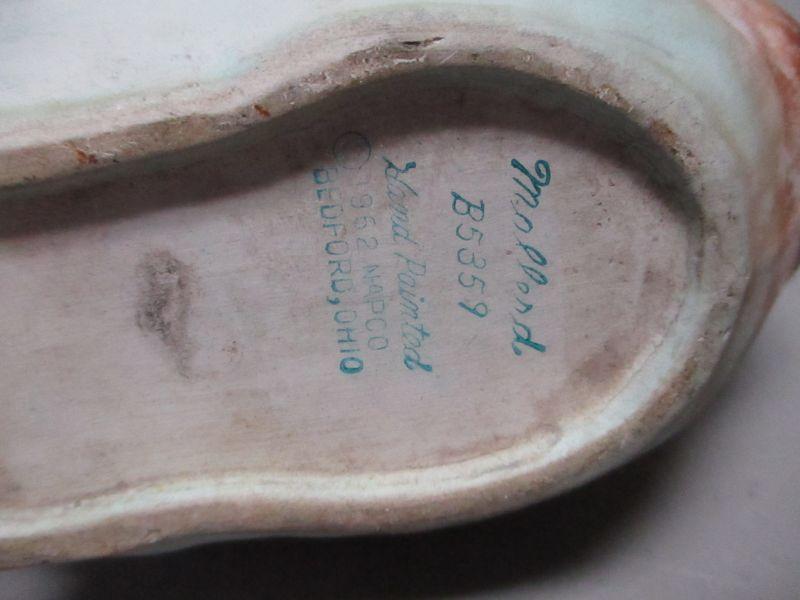 Mallard
B5359
Hand Painted
© 1962 NAPCO
BEDFORD, OHIO